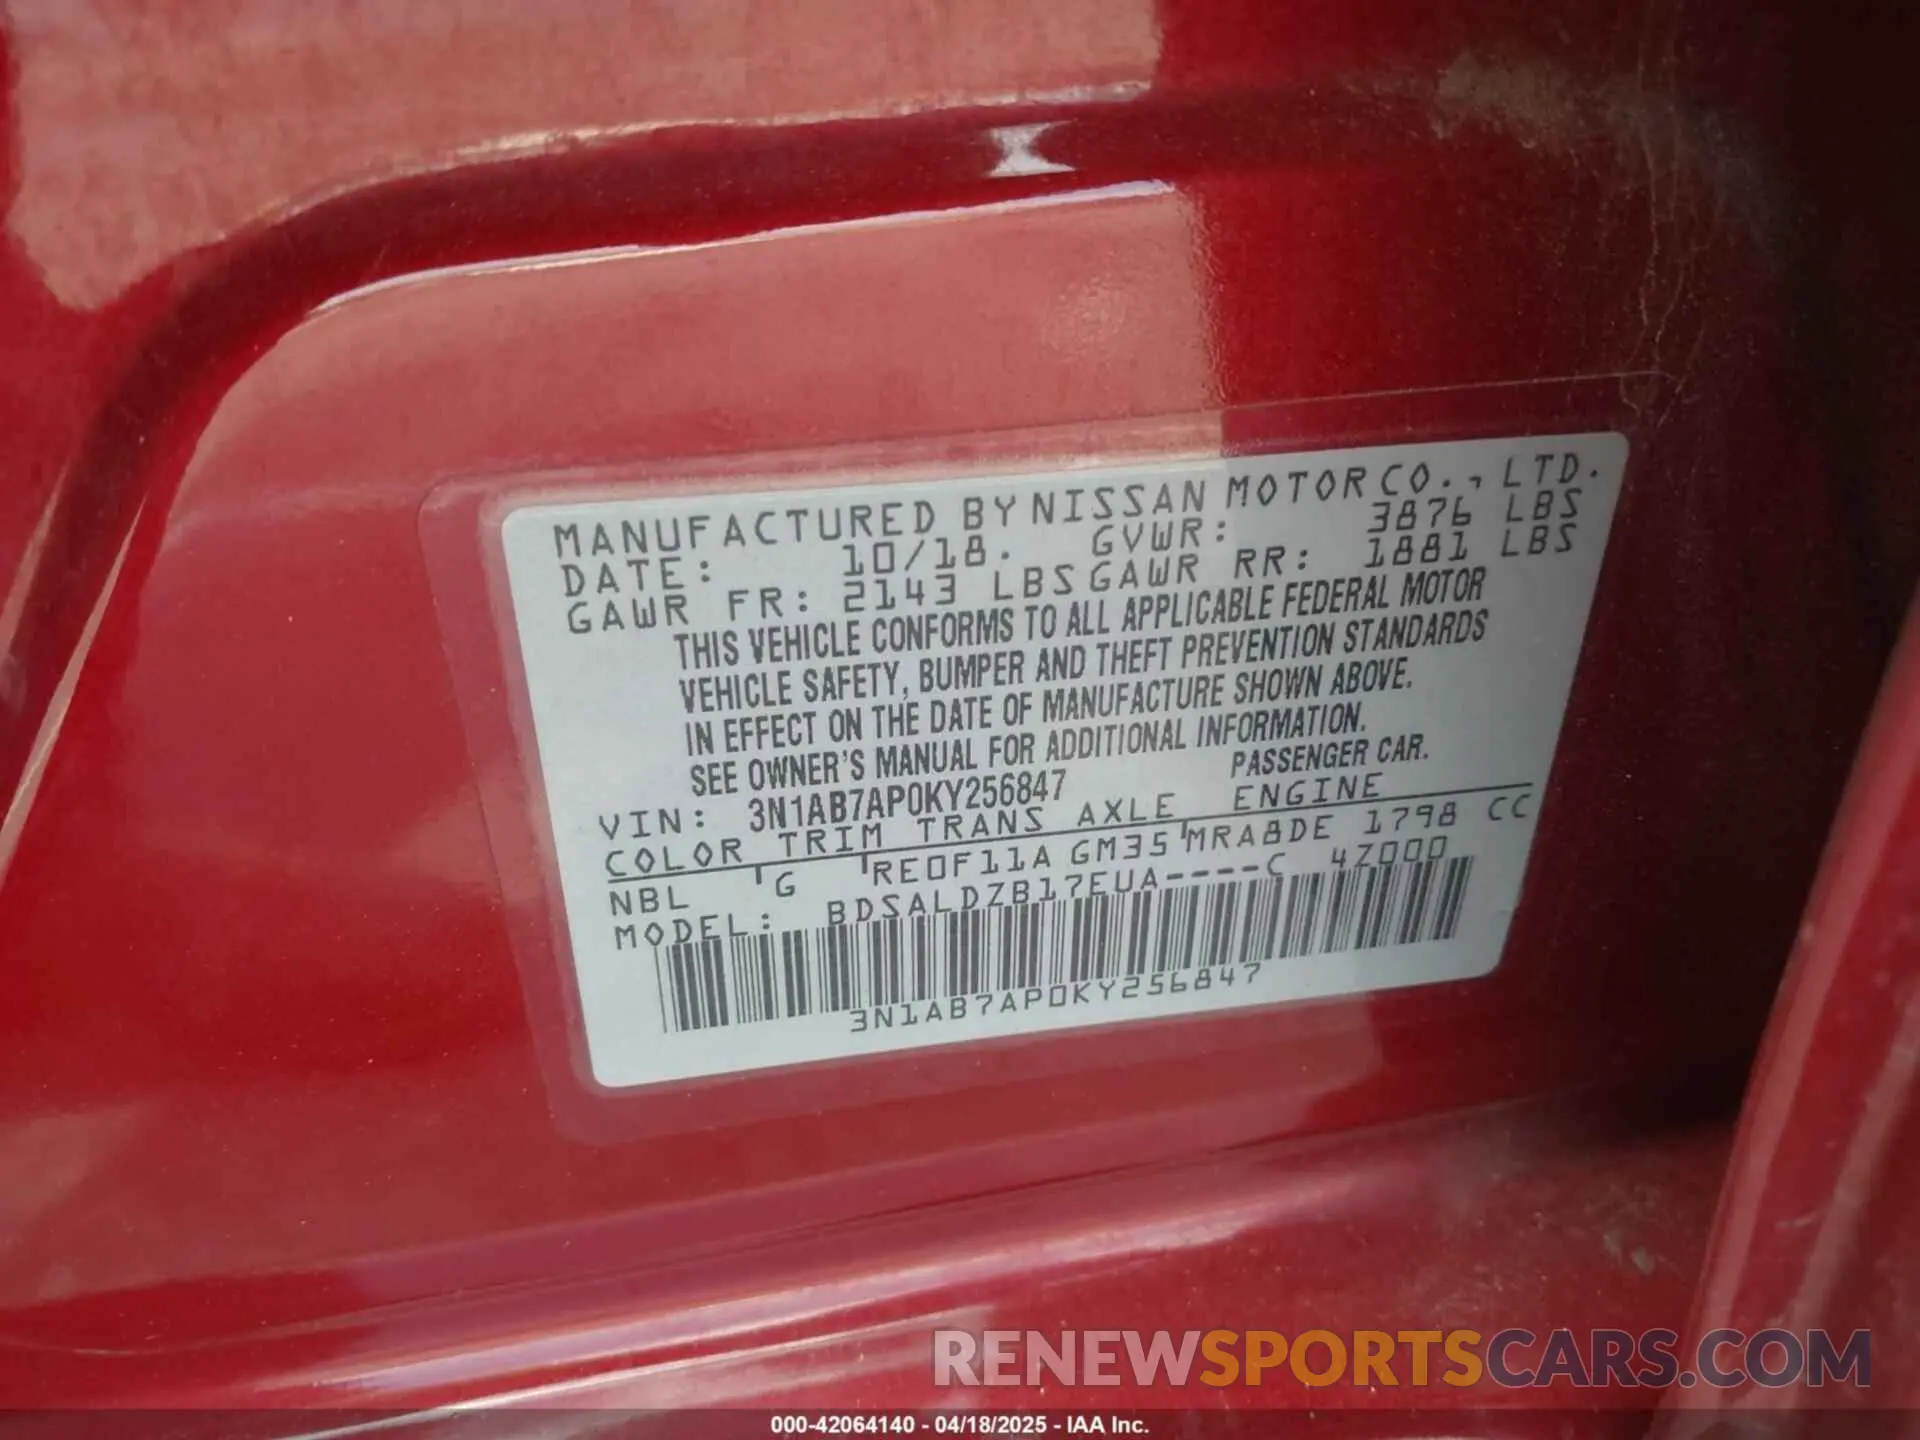 MANUFACTURED BY NISSAN MOTOR CO., LTD.
DATE: 10/18. GVWR: 3876 LBS
GAWR FR: 2143 LBS GAWR RR: 1881 LBS
THIS VEHICLE CONFORMS TO ALL APPLICABLE FEDERAL MOTOR
VEHICLE SAFETY, BUMPER AND THEFT PREVENTION STANDARDS
IN EFFECT ON THE DATE OF MANUFACTURE SHOWN ABOVE.
SEE OWNER'S MANUAL FOR ADDITIONAL INFORMATION.
VIN: 3N1AB7AP0KY256847 PASSENGER CAR.
COLOR TRIM TRANS AXLE ENGINE
NBL G RE0F11A GM35 MRA8DE 1798 CC
MODEL: BDSALDZB17EUA----C 4Z000
3N1AB7AP0KY256847
RENEWSPORTSCARS.COM
000-42064140 - 04/18/2025 - IAA Inc.